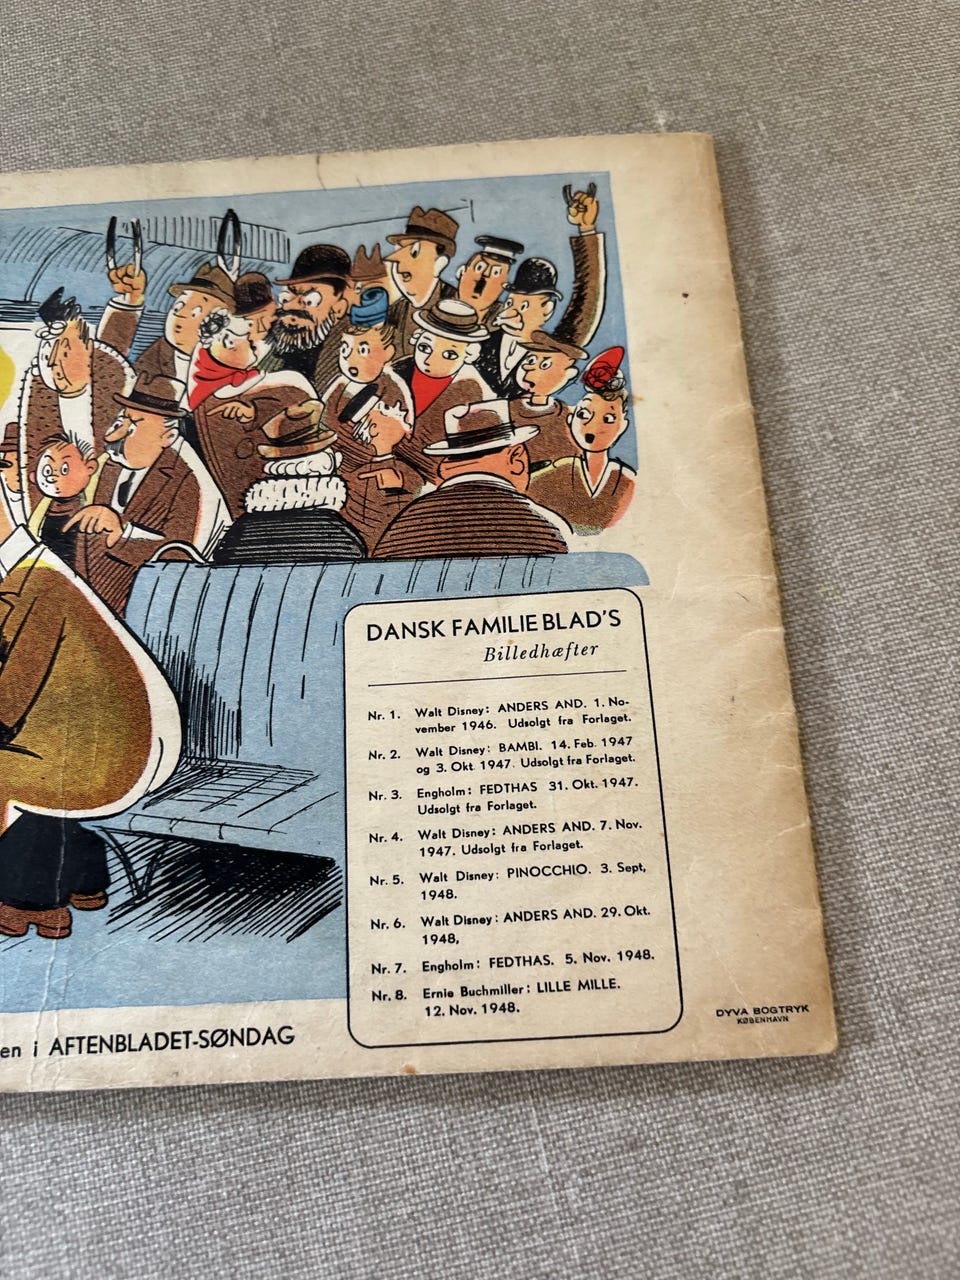 DANSK FAMILIE BLAD'S
Billedhæfter
Nr. 1. Walt Disney: ANDERS AND. 1. No-
vember 1946. Udsolgt fra Forlaget.
Nr. 2. Walt Disney: BAMBI. 14. Feb. 1947
og 3. Okt. 1947. Udsolgt fra Forlaget.
Nr. 3. Engholm: FEDTHAS 31. Okt. 1947.
Udsolgt fra Forlaget.
Nr. 4. Walt Disney: ANDERS AND. 7. Nov.
1947. Udsolgt fra Forlaget.
Nr. 5. Walt Disney: PINOCCHIO. 3. Sept,
1948.
Nr. 6. Walt Disney: ANDERS AND. 29. Okt.
1948,
Nr. 7. Engholm: FEDTHAS. 5. Nov. 1948.
Nr. 8. Ernie Buchmiller: LILLE MILLE.
12. Nov. 1948.
en i AFTENBLADET-SØNDAG
DYVA BOGTRYK
KØBENHAVN